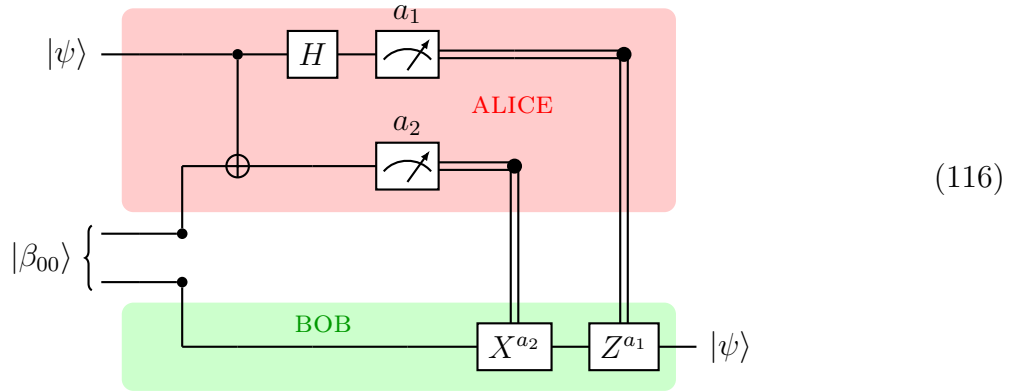 a₁
|ψ⟩ H
ALICE
a₂
(116)
|β₀₀⟩
BOB
X^{a₂} Z^{a₁} |ψ⟩